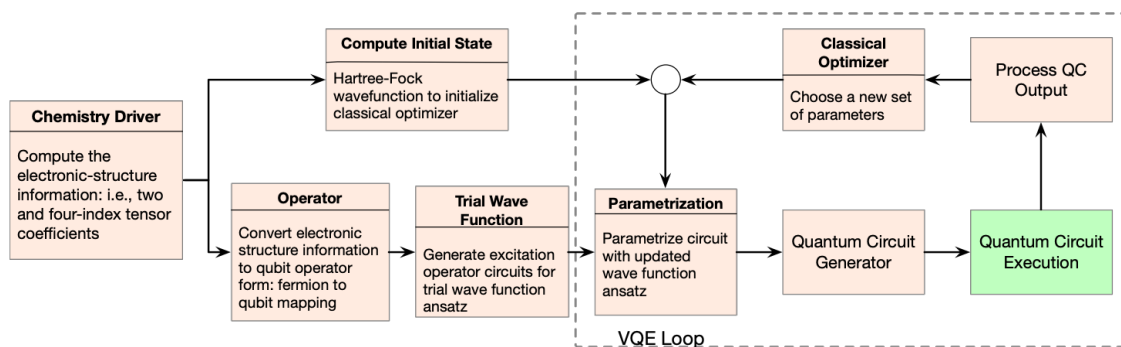 Chemistry Driver
Compute the
electronic-structure
information: i.e., two
and four-index tensor
coefficients
Compute Initial State
Hartree-Fock
wavefunction to initialize
classical optimizer
Operator
Convert electronic
structure information
to qubit operator
form: fermion to
qubit mapping
Trial Wave
Function
Generate excitation
operator circuits for
trial wave function
ansatz
Parametrization
Parametrize circuit
with updated
wave function
ansatz
Quantum Circuit
Generator
Quantum Circuit
Execution
Process QC
Output
Classical
Optimizer
Choose a new set
of parameters
VQE Loop